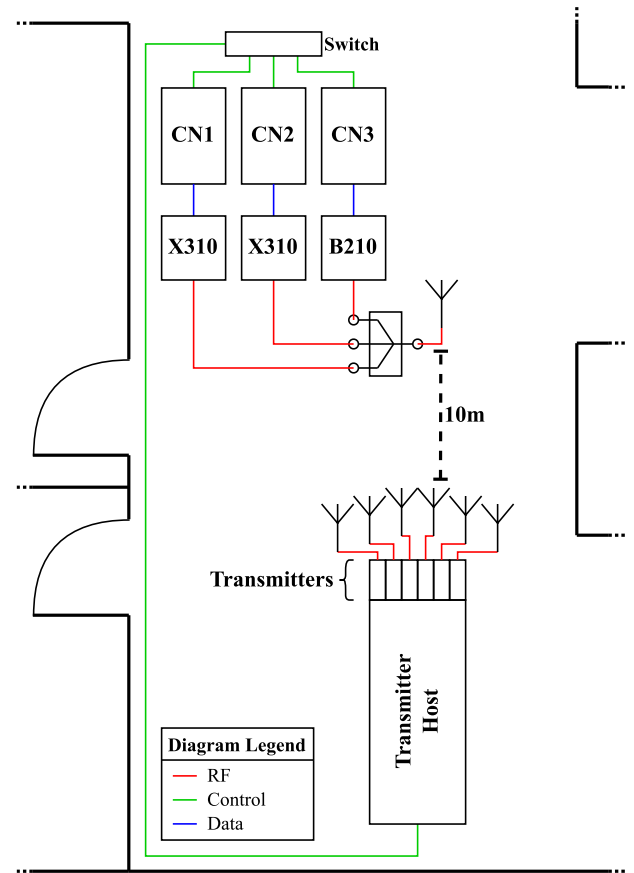 Switch
CN1
CN2
CN3
X310
X310
B210
10m
Transmitters
Transmitter
Host
Diagram Legend
RF
Control
Data